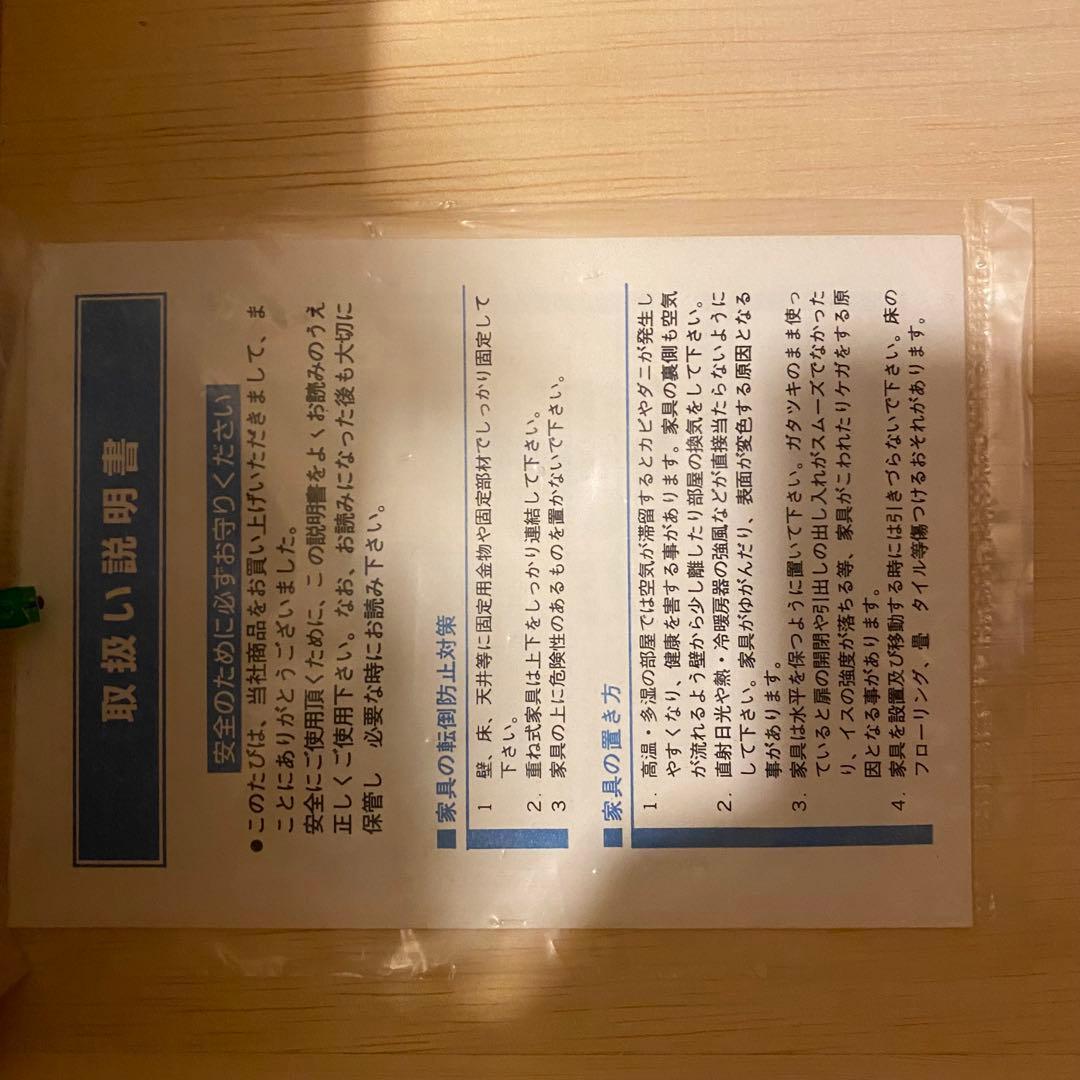 取扱い説明書
安全のために必ずお守りください
●このたびは、当社商品をお買い上げいただきまして、ま
ことにありがとうございました。
安全にご使用頂くために、この説明書をよくお読みのうえ
正しくご使用下さい。なお、お読みになった後も大切に
保管し 必要な時にお読み下さい。
■家具の転倒防止対策
1 壁、床、天井等に固定用金物や固定部材でしっかり固定して
下さい。
2. 重ね式家具は上下をしっかり連結して下さい。
3 家具の上に危険性のあるものを置かないで下さい。
■家具の置き方
1. 高温・多湿の部屋では空気が滞留するとカビやダニが発生し
やすくなり、健康を害する事があります。家具の裏側も空気
が流れるよう壁から少し離したり部屋の換気をして下さい。
2. 直射日光や熱・冷暖房器の強風などが直接当たらないように
して下さい。家具がゆがんだり、表面が変色する原因となる
事があります。
3. 家具は水平を保つように置いて下さい。ガタツキのまま使っ
ていると扉の開閉や引出しの出し入れがスムーズでなかった
り、イスの強度が落ちる等、家具がこわれたりケガをする原
因となる事があります。
4. 家具を設置及び移動する時には引きづらないで下さい。床の
フローリング、畳 タイル等傷つけるおそれがあります。